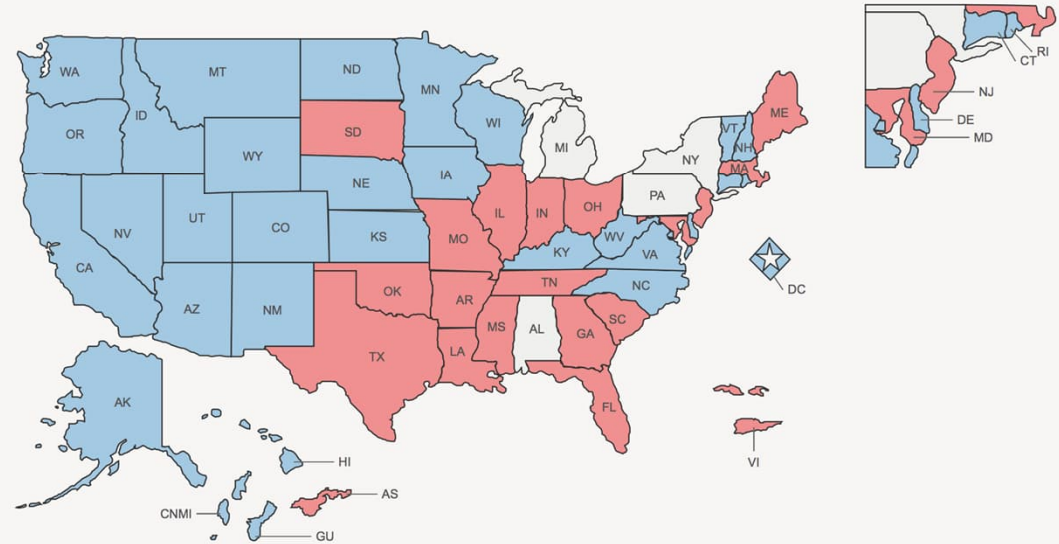 WA
MT
ND
MN
OR
ID
WY
SD
WI
MI
NY
VT
NH
ME
MA
NE
IA
PA
NV
UT
CO
KS
MO
IL
IN
OH
WV
VA
KY
CA
AZ
NM
OK
AR
TN
NC
SC
MS
AL
GA
TX
LA
FL
AK
HI
AS
CNMI
GU
VI
DC
RI
CT
NJ
DE
MD